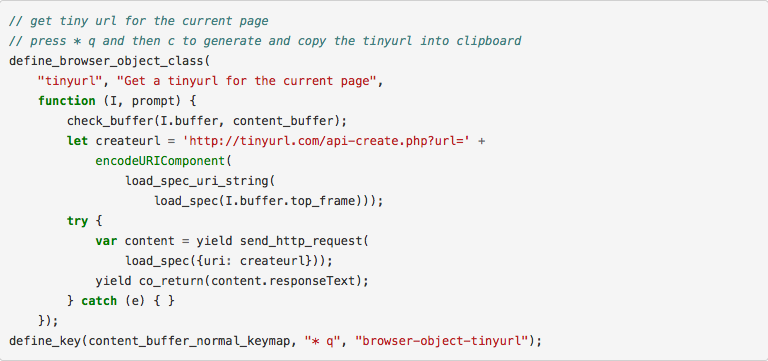 // get tiny url for the current page
// press * q and then c to generate and copy the tinyurl into clipboard
define_browser_object_class(
    "tinyurl", "Get a tinyurl for the current page",
    function (I, prompt) {
        check_buffer(I.buffer, content_buffer);
        let createurl = 'http://tinyurl.com/api-create.php?url=' +
            encodeURIComponent(
                load_spec_uri_string(
                    load_spec(I.buffer.top_frame)));
        try {
            var content = yield send_http_request(
                load_spec({uri: createurl}));
            yield co_return(content.responseText);
        } catch (e) { }
    });
define_key(content_buffer_normal_keymap, "* q", "browser-object-tinyurl");